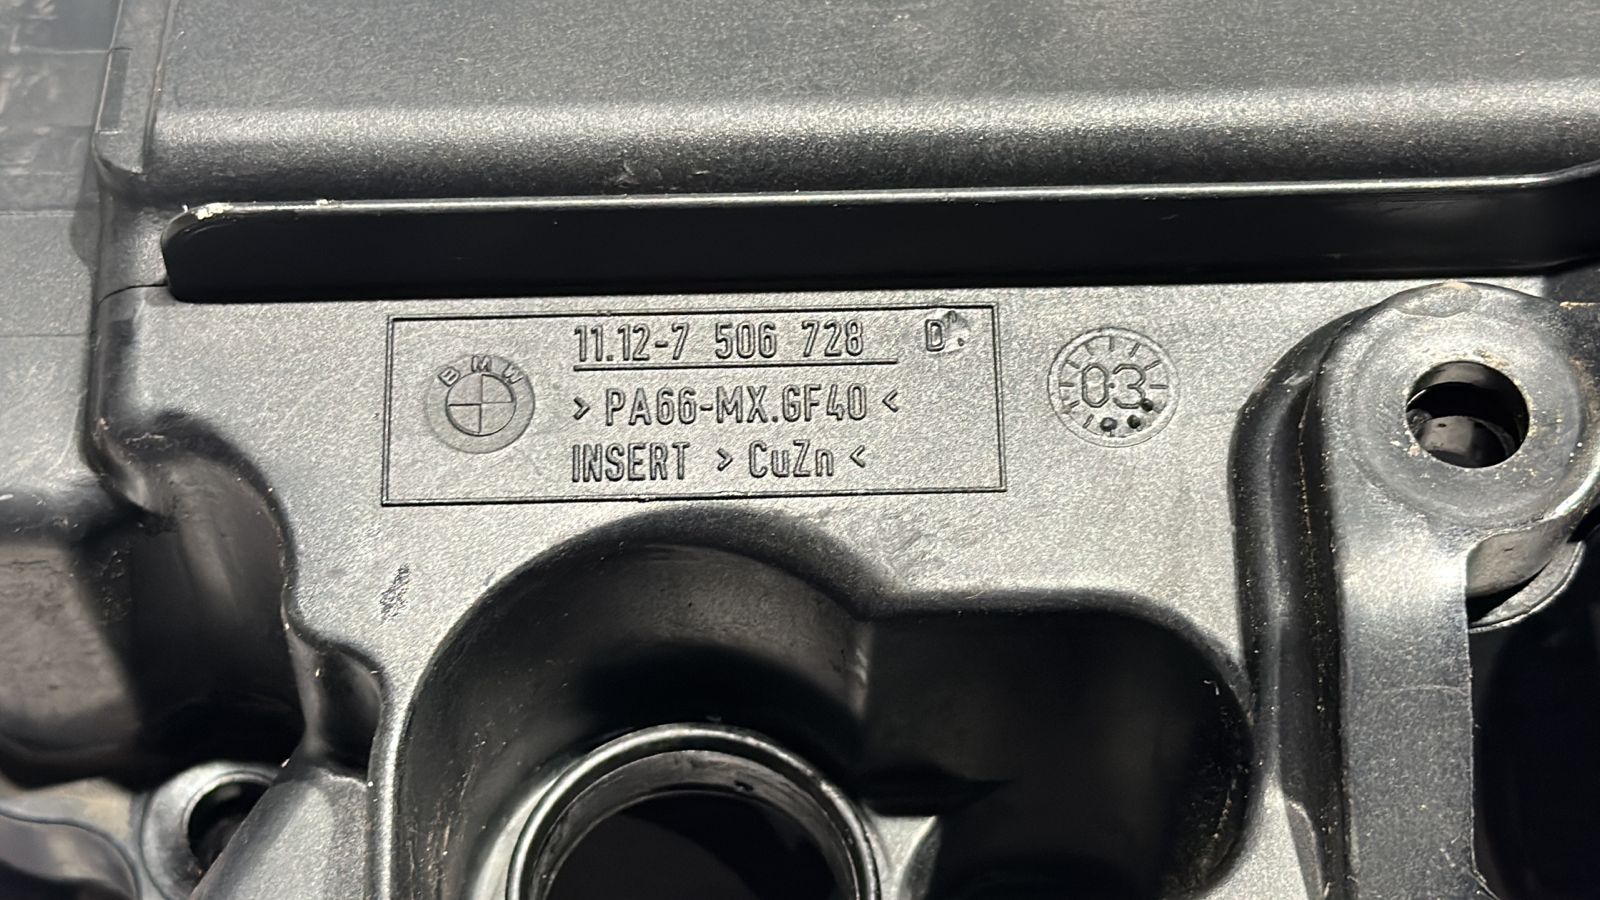 BMW
11.12-7 506 728 D
> PA66-MX.GF40 <
INSERT > CuZn <
03